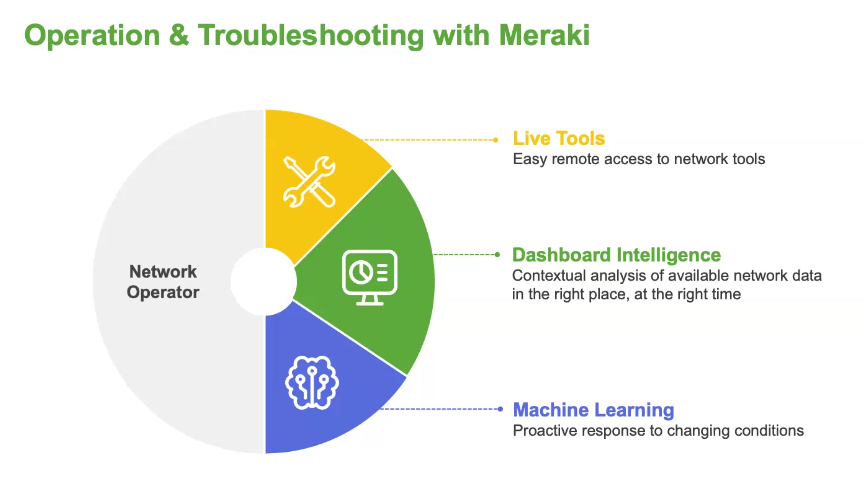 Operation & Troubleshooting with Meraki
Network
Operator
Live Tools
Easy remote access to network tools
Dashboard Intelligence
Contextual analysis of available network data
in the right place, at the right time
Machine Learning
Proactive response to changing conditions